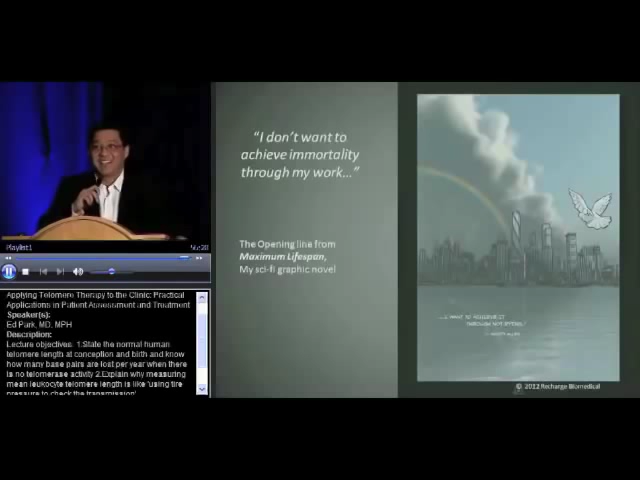 Playlist1
Applying Telomere Therapy to the Clinic: Practical
Applications in Patient Assessment and Treatment
Speaker(s):
Ed Park, MD, MPH
Description:
Lecture objectives: 1:State the normal human
telomere length at conception and birth and know
how many base pairs are lost per year when there
is no telomerase activity 2.Explain why measuring
mean leukocyte telomere length is like 'using tire
pressure to check the transmission'
“I don’t want to
achieve immortality
through my work…”
The Opening line from
Maximum Lifespan,
My sci-fi graphic novel
© 2012 Recharge Biomedical